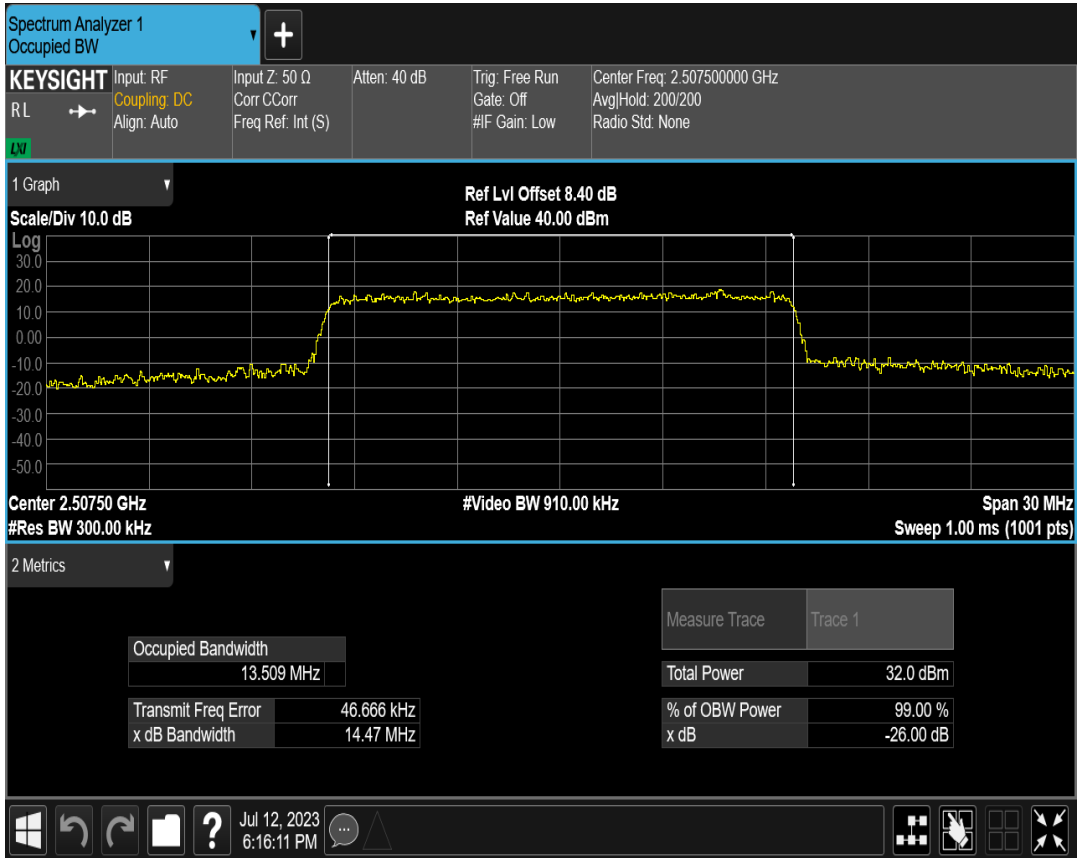 Spectrum Analyzer 1
Occupied BW
KEYSIGHT
R L
LXI
Input: RF
Coupling: DC
Align: Auto
Input Z: 50 Ω
Corr CCorr
Freq Ref: Int (S)
Atten: 40 dB
Trig: Free Run
Gate: Off
#IF Gain: Low
Center Freq: 2.507500000 GHz
Avg|Hold: 200/200
Radio Std: None
1 Graph
Scale/Div 10.0 dB
Ref Lvl Offset 8.40 dB
Ref Value 40.00 dBm
Log
30.0
20.0
10.0
0.00
-10.0
-20.0
-30.0
-40.0
-50.0
Center 2.50750 GHz
#Res BW 300.00 kHz
#Video BW 910.00 kHz
Span 30 MHz
Sweep 1.00 ms (1001 pts)
2 Metrics
Measure Trace Trace 1
Occupied Bandwidth
13.509 MHz
Total Power 32.0 dBm
Transmit Freq Error 46.666 kHz
% of OBW Power 99.00 %
x dB Bandwidth 14.47 MHz
x dB -26.00 dB
Jul 12, 2023
6:16:11 PM